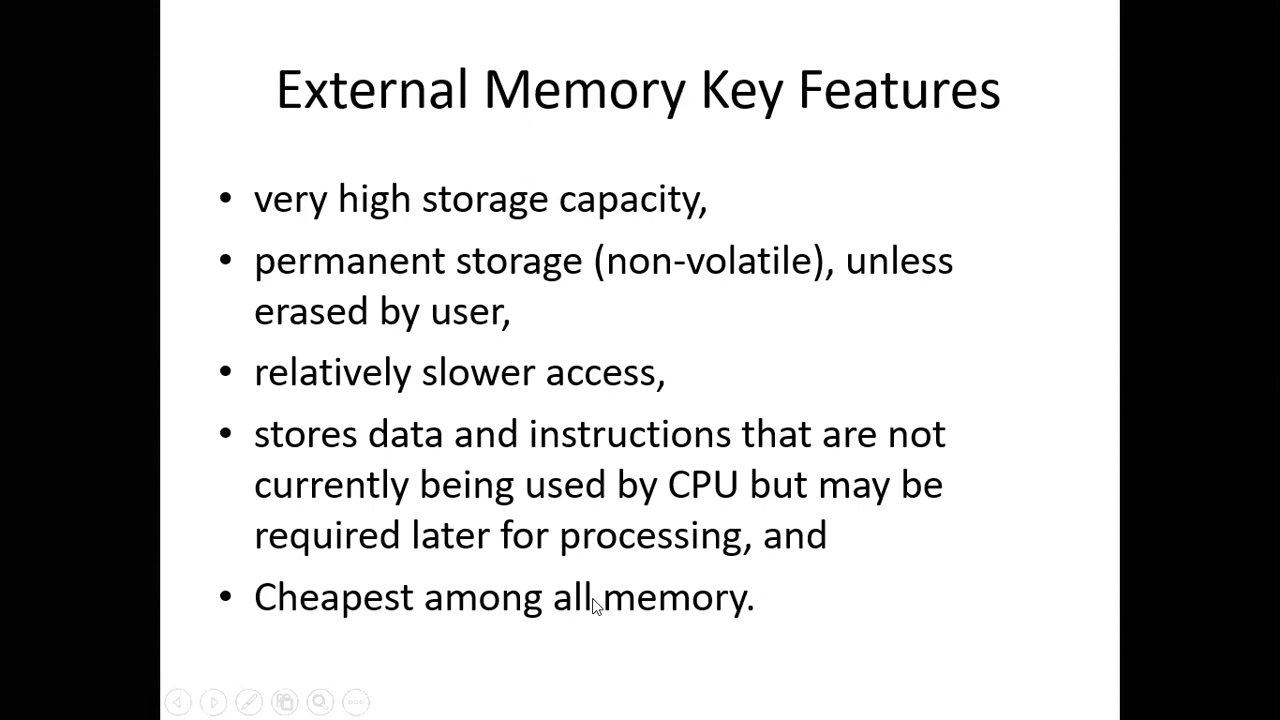 External Memory Key Features
• very high storage capacity,
• permanent storage (non-volatile), unless
erased by user,
• relatively slower access,
• stores data and instructions that are not
currently being used by CPU but may be
required later for processing, and
• Cheapest among all memory.